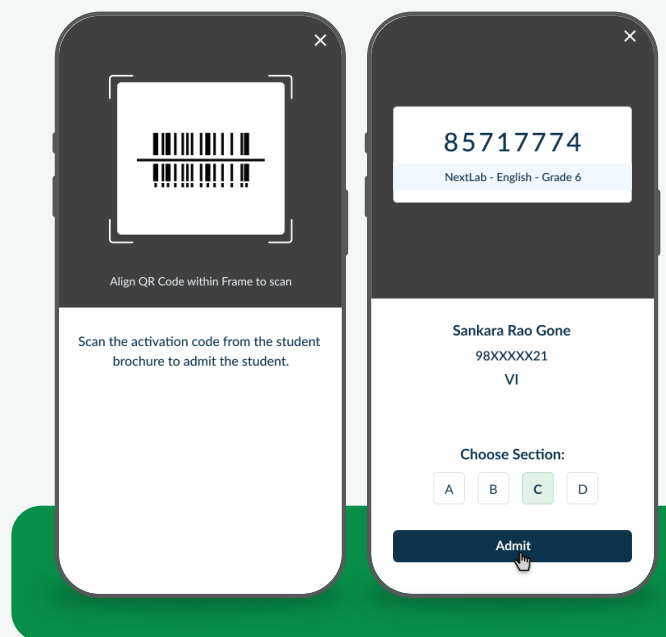 Align QR Code within Frame to scan
Scan the activation code from the student
brochure to admit the student.
85717774
NextLab - English - Grade 6
Sankara Rao Gone
98XXXXX21
VI
Choose Section:
A B C D
Admit